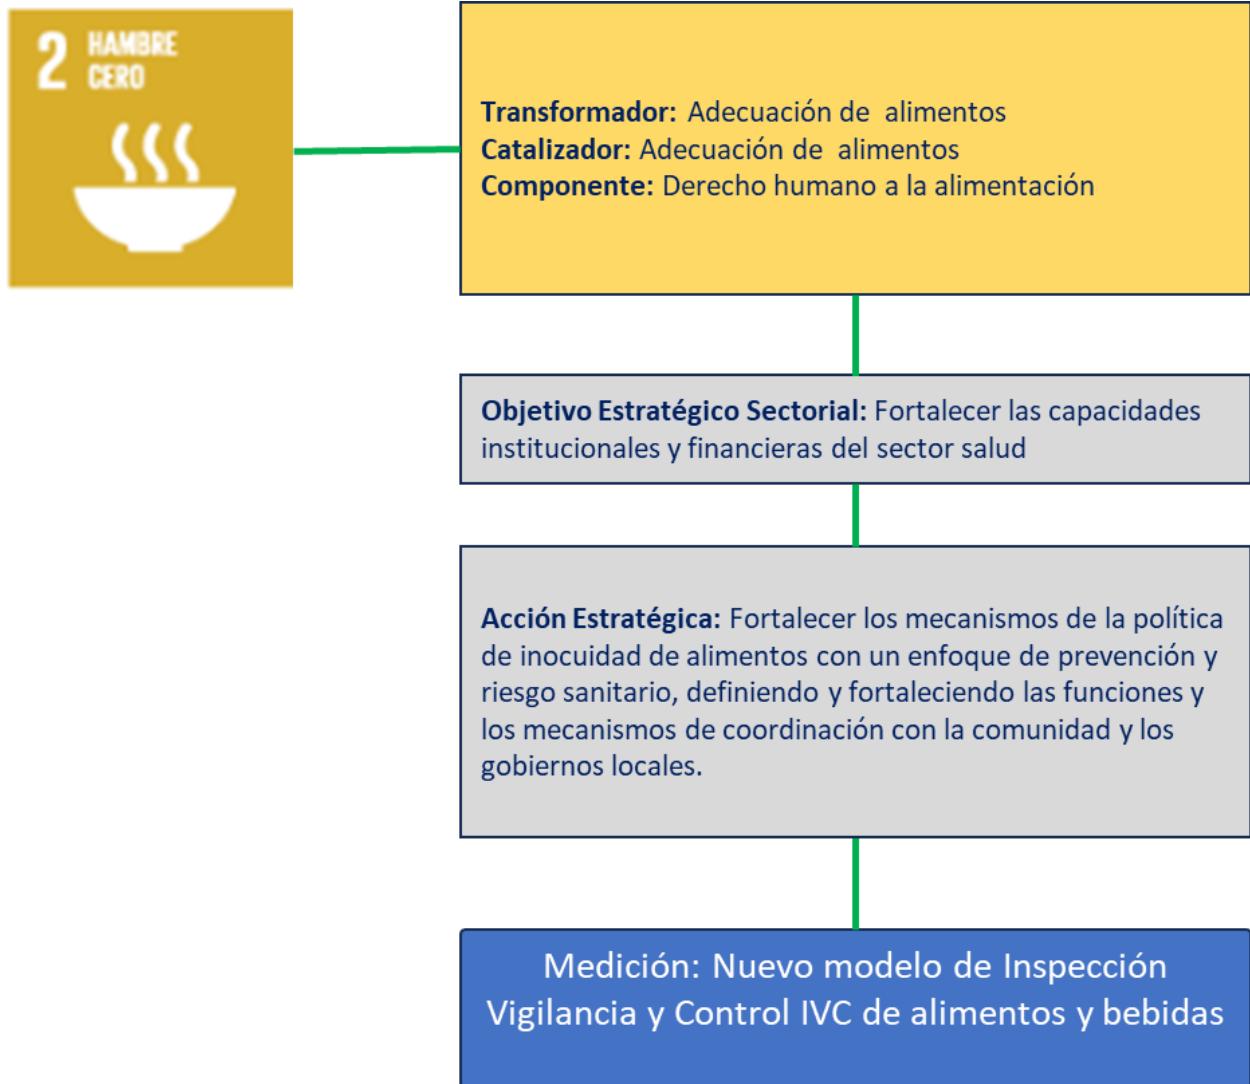 2 HAMBRE
CERO
Transformador: Adecuación de alimentos
Catalizador: Adecuación de alimentos
Componente: Derecho humano a la alimentación
Objetivo Estratégico Sectorial: Fortalecer las capacidades
institucionales y financieras del sector salud
Acción Estratégica: Fortalecer los mecanismos de la política
de inocuidad de alimentos con un enfoque de prevención y
riesgo sanitario, definiendo y fortaleciendo las funciones y
los mecanismos de coordinación con la comunidad y los
gobiernos locales.
Medición: Nuevo modelo de Inspección
Vigilancia y Control IVC de alimentos y bebidas